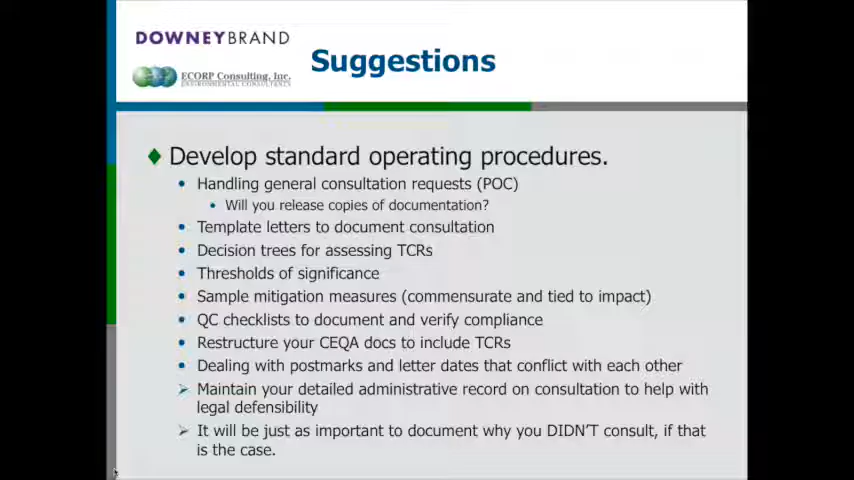 DOWNEYBRAND
ECORP Consulting, Inc.
ENVIRONMENTAL CONSULTANTS
Suggestions
Develop standard operating procedures.
Handling general consultation requests (POC)
Will you release copies of documentation?
Template letters to document consultation
Decision trees for assessing TCRs
Thresholds of significance
Sample mitigation measures (commensurate and tied to impact)
QC checklists to document and verify compliance
Restructure your CEQA docs to include TCRs
Dealing with postmarks and letter dates that conflict with each other
Maintain your detailed administrative record on consultation to help with
legal defensibility
It will be just as important to document why you DIDN'T consult, if that
is the case.